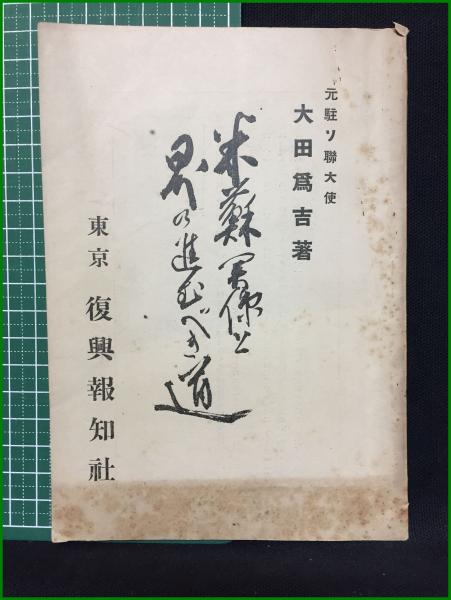 元駐ソ聯大使
大田爲吉著
米蘇関係と
日本の進むべき道
東京 復興報知社